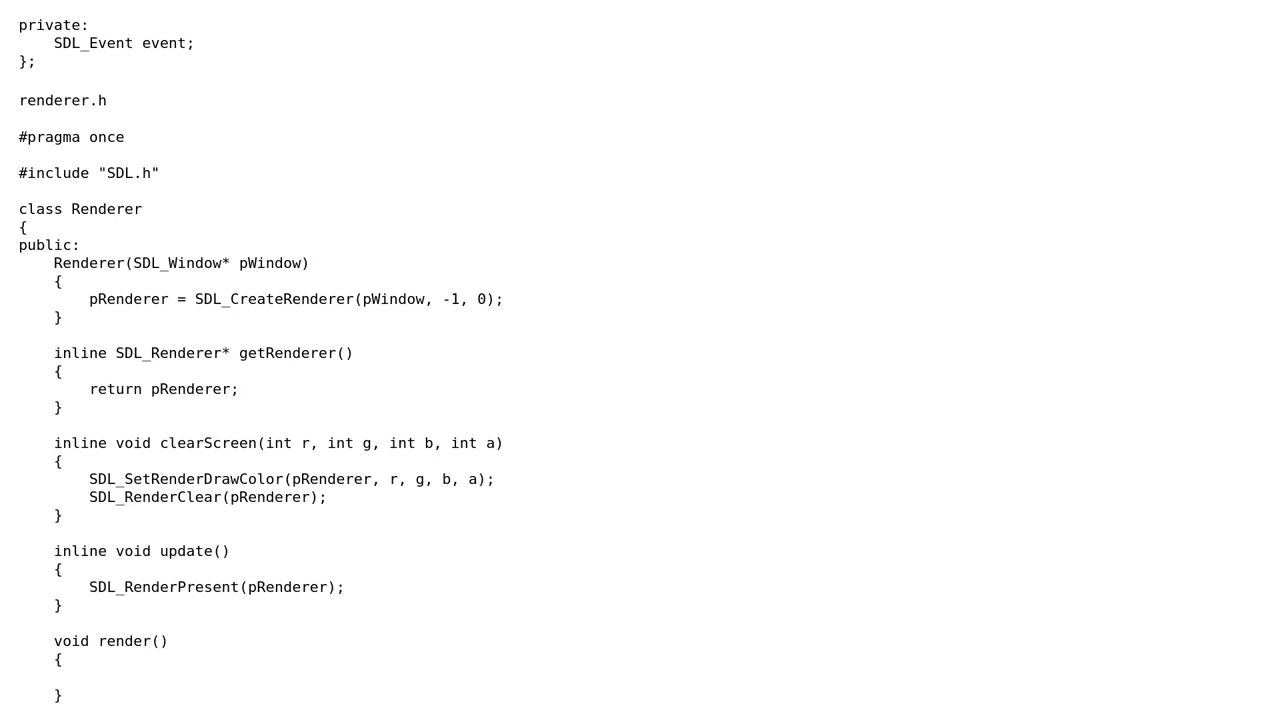 private:
    SDL_Event event;
};

renderer.h

#pragma once

#include "SDL.h"

class Renderer
{
public:
    Renderer(SDL_Window* pWindow)
    {
        pRenderer = SDL_CreateRenderer(pWindow, -1, 0);
    }

    inline SDL_Renderer* getRenderer()
    {
        return pRenderer;
    }

    inline void clearScreen(int r, int g, int b, int a)
    {
        SDL_SetRenderDrawColor(pRenderer, r, g, b, a);
        SDL_RenderClear(pRenderer);
    }

    inline void update()
    {
        SDL_RenderPresent(pRenderer);
    }

    void render()
    {

    }